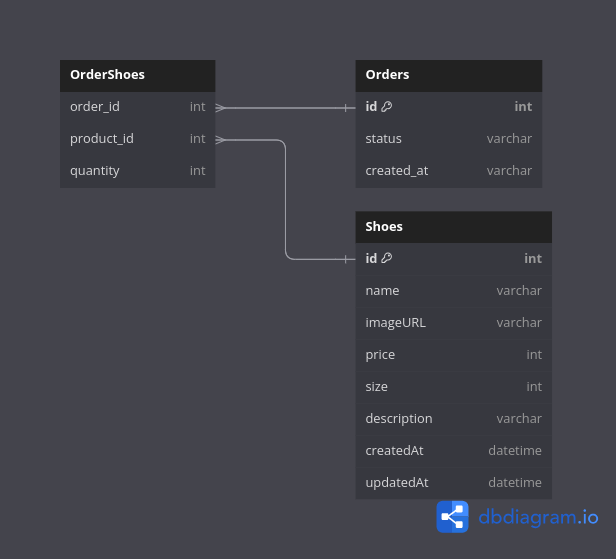 OrderShoes
order_id int
product_id int
quantity int
Orders
id int
status varchar
created_at varchar
Shoes
id int
name varchar
imageURL varchar
price int
size int
description varchar
createdAt datetime
updatedAt datetime
dbdiagram.io